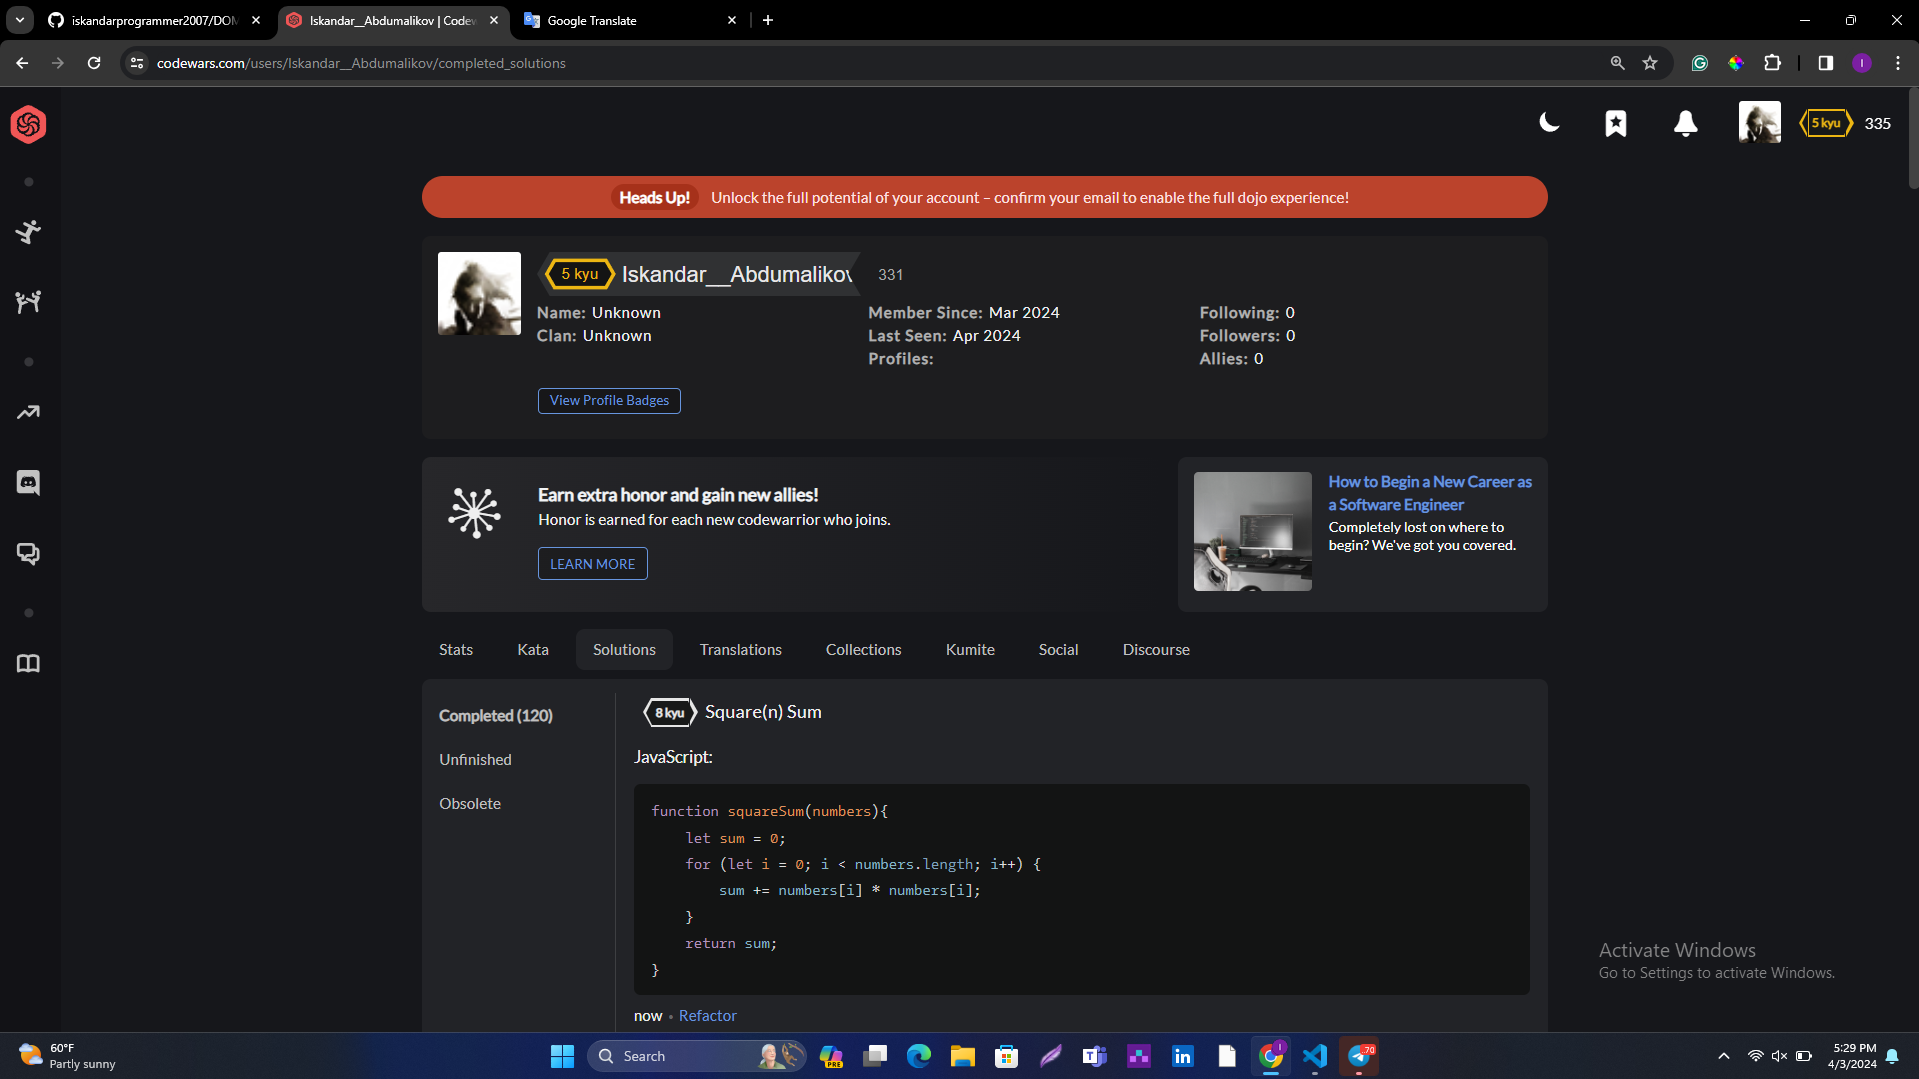 iskandarprogrammer2007/DOM
Iskandar__Abdumalikov | Codew
Google Translate
codewars.com/users/Iskandar__Abdumalikov/completed_solutions
I
5 kyu
335
Heads Up! Unlock the full potential of your account – confirm your email to enable the full dojo experience!
5 kyu Iskandar__Abdumalikov 331
Name: Unknown
Clan: Unknown
Member Since: Mar 2024
Last Seen: Apr 2024
Profiles:
Following: 0
Followers: 0
Allies: 0
View Profile Badges
Earn extra honor and gain new allies!
Honor is earned for each new codewarrior who joins.
LEARN MORE
How to Begin a New Career as
a Software Engineer
Completely lost on where to
begin? We've got you covered.
Stats Kata Solutions Translations Collections Kumite Social Discourse
Completed (120)
Unfinished
Obsolete
8 kyu Square(n) Sum
JavaScript:
function squareSum(numbers){
    let sum = 0;
    for (let i = 0; i < numbers.length; i++) {
        sum += numbers[i] * numbers[i];
    }
    return sum;
}
now • Refactor
Activate Windows
Go to Settings to activate Windows.
60°F
Partly sunny
Search
PRE
I
70
5:29 PM
4/3/2024